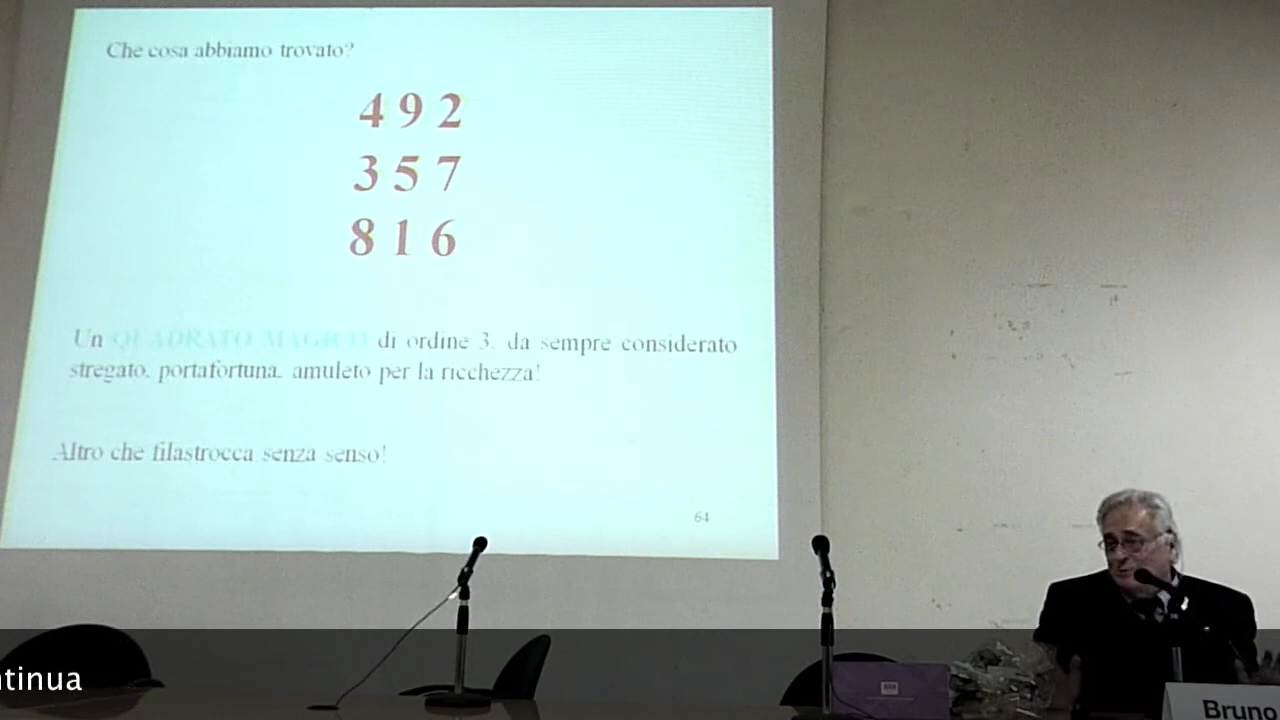 Che cosa abbiamo trovato?
4 9 2
3 5 7
8 1 6
Un QUADRATO MAGICO di ordine 3. da sempre considerato
stregato. portafortuna. amuleto per la ricchezza!
Altro che filastrocca senza senso!
64
ntinua
Bruno